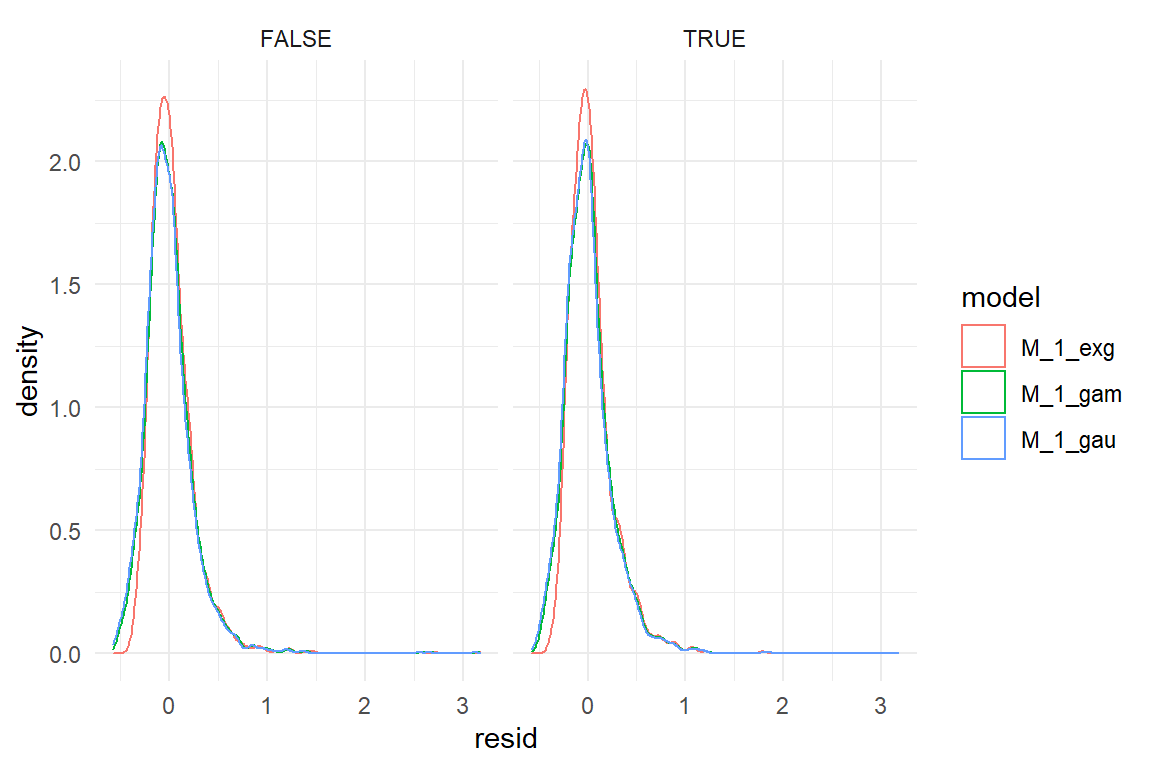 FALSE
TRUE
density
2.0
1.5
1.0
0.5
0.0
0 1 2 3
0 1 2 3
resid
model
M_1_exg
M_1_gam
M_1_gau